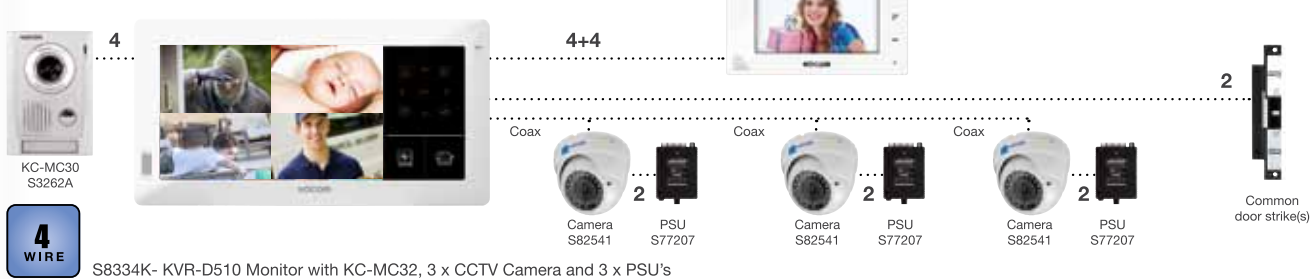 4
4+4
2
Coax
Coax
Coax
KC-MC30
S3262A
2
2
2
Camera
S82541
PSU
S77207
Camera
S82541
PSU
S77207
Camera
S82541
PSU
S77207
Common
door strike(s)
4
WIRE
S8334K- KVR-D510 Monitor with KC-MC32, 3 x CCTV Camera and 3 x PSU's